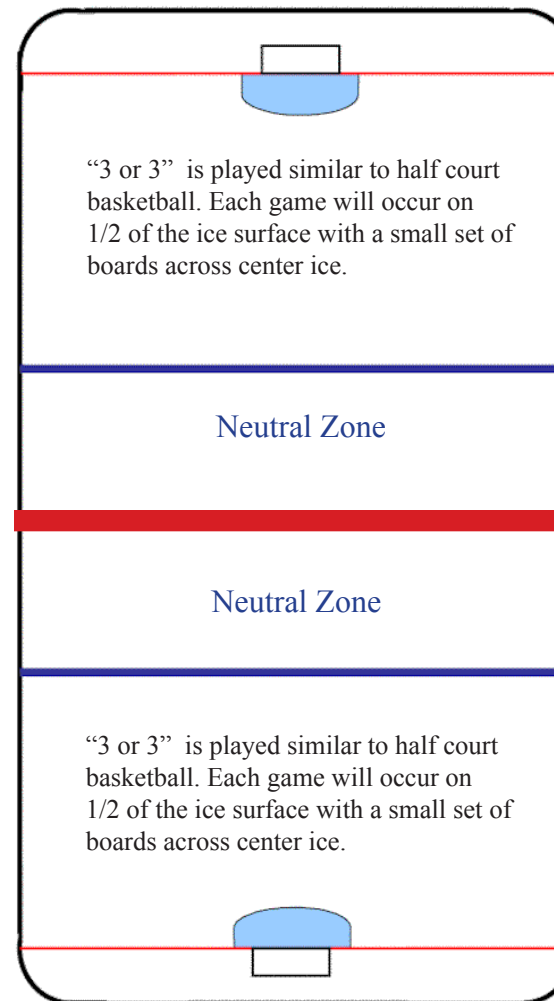 “3 or 3”  is played similar to half court
basketball. Each game will occur on
1/2 of the ice surface with a small set of
boards across center ice.
Neutral Zone
Neutral Zone
“3 or 3”  is played similar to half court
basketball. Each game will occur on
1/2 of the ice surface with a small set of
boards across center ice.